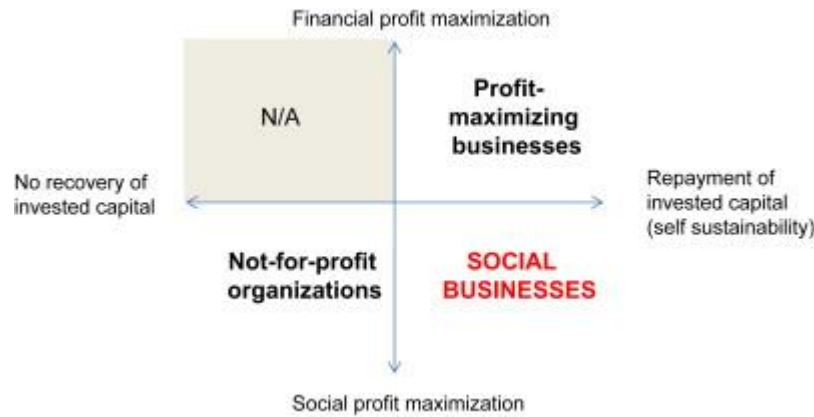 Financial profit maximization
N/A
Profit-
maximizing
businesses
No recovery of
invested capital
Repayment of
invested capital
(self sustainability)
Not-for-profit
organizations
SOCIAL
BUSINESSES
Social profit maximization